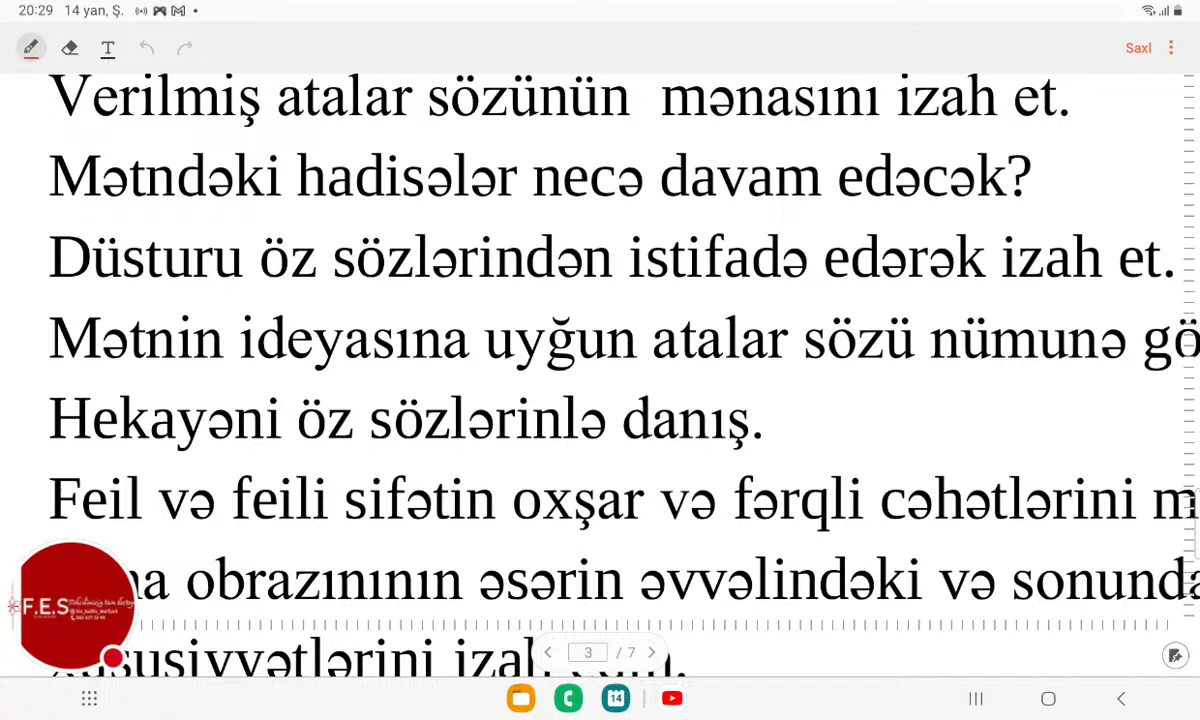 20:29 14 yan, Ş.
T
Saxl
Verilmiş atalar sözünün mənasını izah et.
Mətndəki hadisələr necə davam edəcək?
Düsturu öz sözlərindən istifadə edərək izah et.
Mətnin ideyasına uyğun atalar sözü nümunə gö
Hekayəni öz sözlərinlə danış.
Feil və feili sifətin oxşar və fərqli cəhətlərini m
obrazınının əsərin əvvəlindəki və sonunda
F.E.S
3 / 7
14